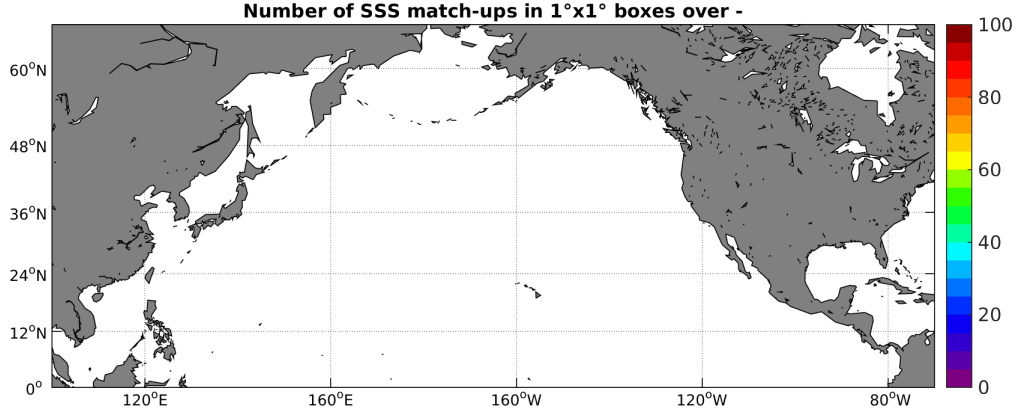 Number of SSS match-ups in 1°x1° boxes over -
60°N
48°N
36°N
24°N
12°N
0°
120°E
160°E
160°W
120°W
80°W
100
80
60
40
20
0